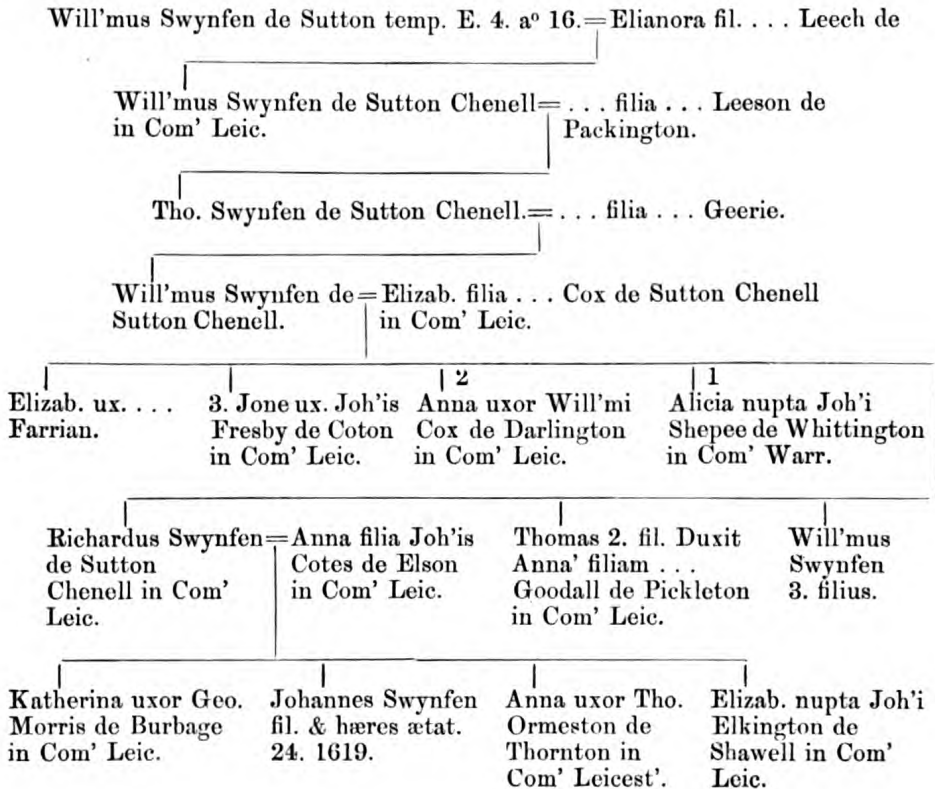 Will'mus Swynfen de Sutton temp. E. 4. aº 16.=Elianora fil. . . . Leech de
Will'mus Swynfen de Sutton Chenell= . . . filia . . . Leeson de
in Com' Leic.
Packington.
Tho. Swynfen de Sutton Chenell.= . . . filia . . . Geerie.
Will'mus Swynfen de=Elizab. filia . . . Cox de Sutton Chenell
Sutton Chenell.
in Com' Leic.
Elizab. ux. . . .
Farrian.
3. Jone ux. Joh'is
Fresby de Coton
in Com' Leic.
2
Anna uxor Will'mi
Cox de Darlington
in Com' Leic.
1
Alicia nupta Joh'i
Shepee de Whittington
in Com' Warr.
Richardus Swynfen=
de Sutton
Chenell in Com'
Leic.
Anna filia Joh'is
Cotes de Elson
in Com' Leic.
Thomas 2. fil. Duxit
Anna' filiam . . .
Goodall de Pickleton
in Com' Leic.
Will'mus
Swynfen
3. filius.
Katherina uxor Geo.
Morris de Burbage
in Com' Leic.
Johannes Swynfen
fil. & hæres ætat.
24. 1619.
Anna uxor Tho.
Ormeston de
Thornton in
Com' Leicest'.
Elizab. nupta Joh'i
Elkington de
Shawell in Com'
Leic.